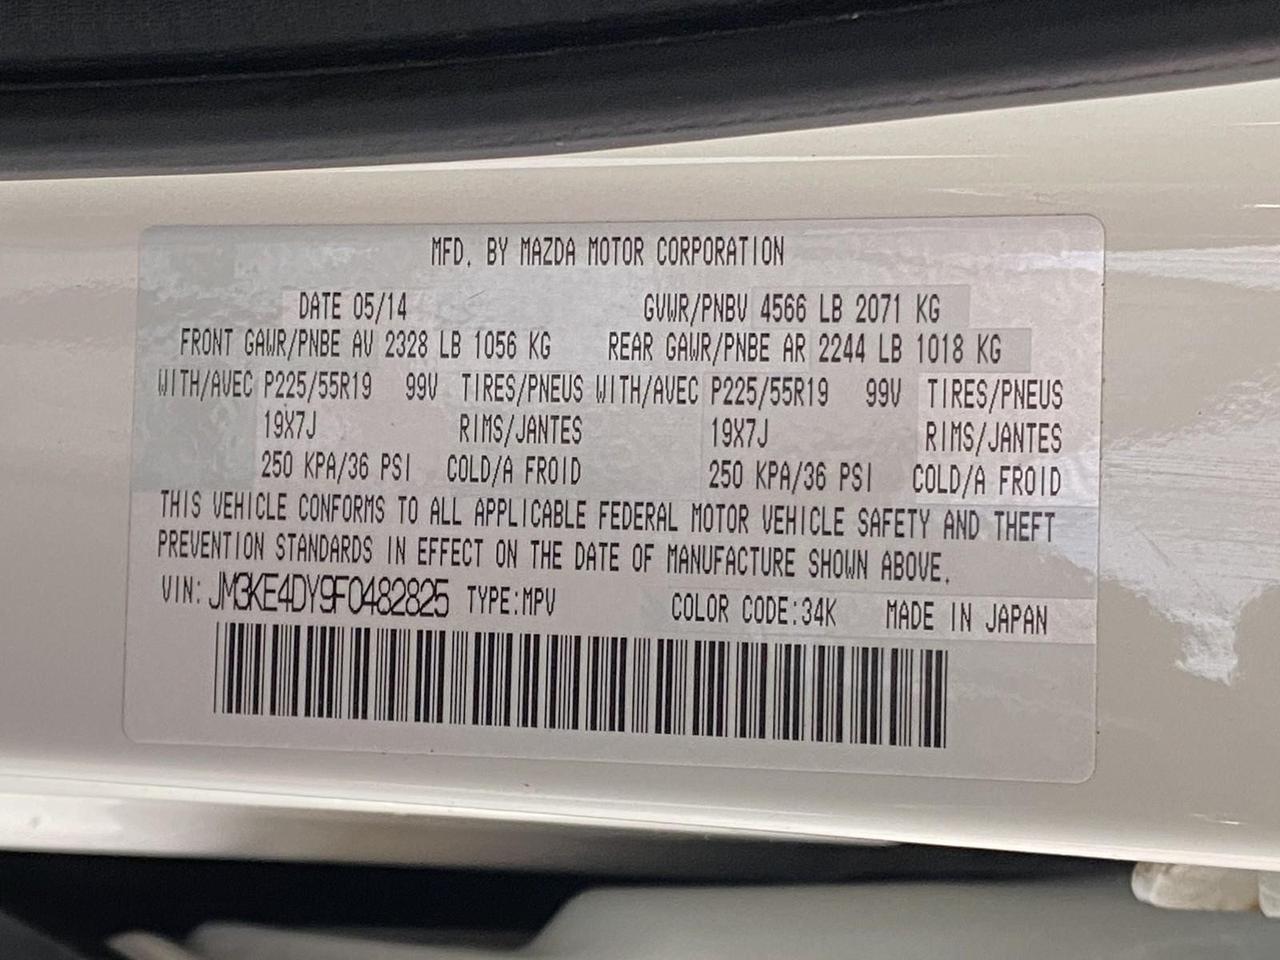 MFD. BY MAZDA MOTOR CORPORATION
DATE 05/14 GVWR/PNBV 4566 LB 2071 KG
FRONT GAWR/PNBE AV 2328 LB 1056 KG REAR GAWR/PNBE AR 2244 LB 1018 KG
WITH/AVEC P225/55R19 99V TIRES/PNEUS WITH/AVEC P225/55R19 99V TIRES/PNEUS
19X7J RIMS/JANTES 19X7J RIMS/JANTES
250 KPA/36 PSI COLD/A FROID 250 KPA/36 PSI COLD/A FROID
THIS VEHICLE CONFORMS TO ALL APPLICABLE FEDERAL MOTOR VEHICLE SAFETY AND THEFT
PREVENTION STANDARDS IN EFFECT ON THE DATE OF MANUFACTURE SHOWN ABOVE.
VIN: JM3KE4DY9F0482825 TYPE:MPV COLOR CODE:34K MADE IN JAPAN